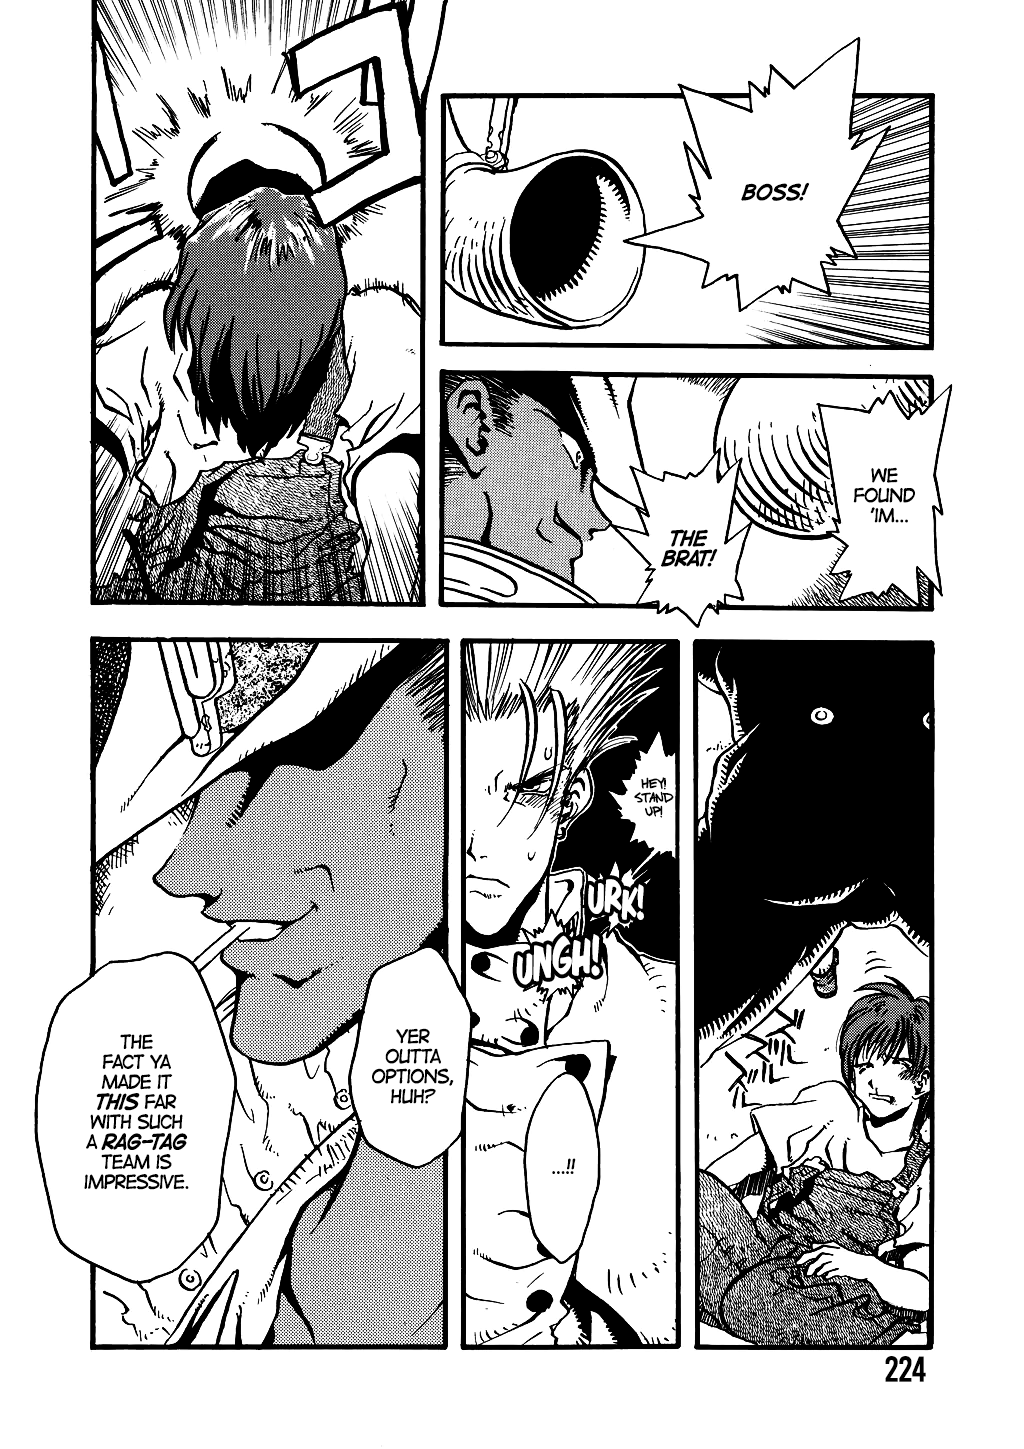 BOSS!
WE
FOUND
'IM...
THE
BRAT!
ゴ
HEY!
STAND
UP!
URK!
UNGH!
...!!
YER
OUTTA
OPTIONS,
HUH?
THE
FACT YA
MADE IT
THIS FAR
WITH SUCH
A RAG-TAG
TEAM IS
IMPRESSIVE.
224